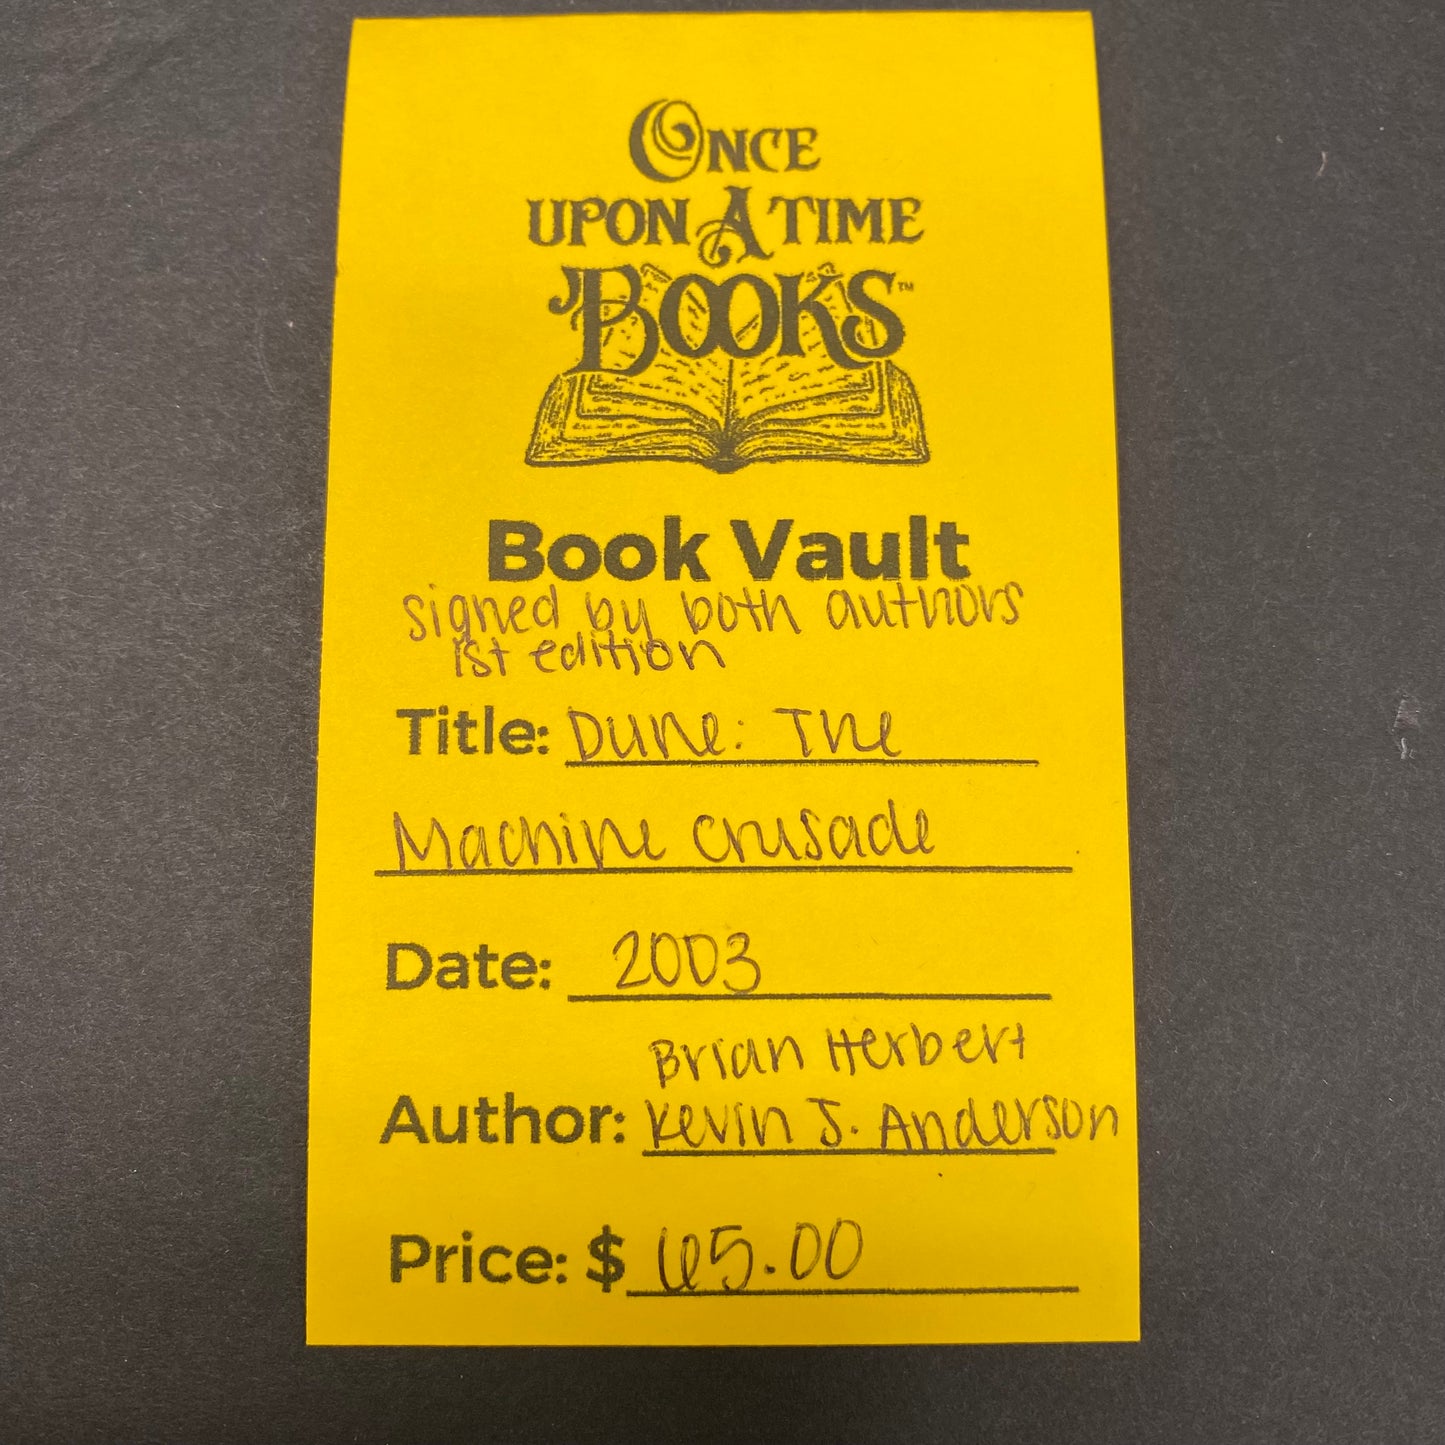 ONCE
UPON A TIME
BOOKS™
Book Vault
signed by both authors
1st edition
Title: Dune: The
Machine Crusade
Date: 2003
Brian Herbert
Author: Kevin J. Anderson
Price: $ 65.00